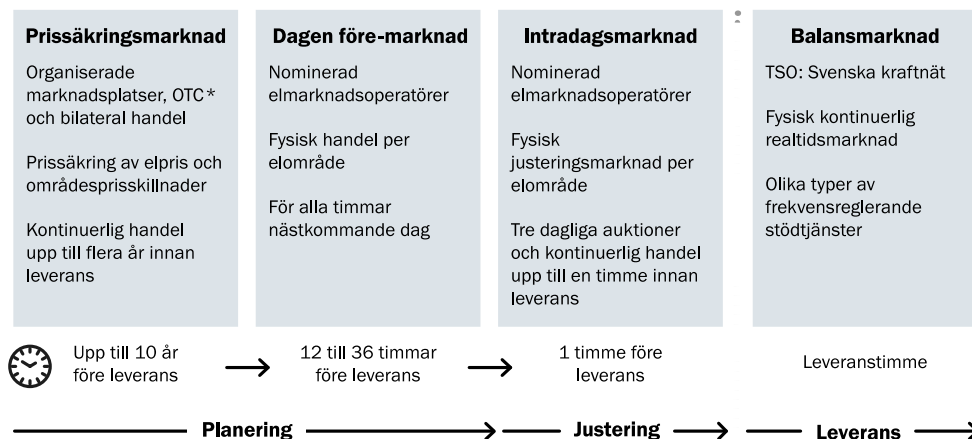 Prissäkringsmarknad
Organiserade
marknadsplatser, OTC*
och bilateral handel
Prissäkring av elpris och
områdesprisskillnader
Kontinuerlig handel
upp till flera år innan
leverans
Dagen före-marknad
Nominerad
elmarknadsoperatörer
Fysisk handel per
elområde
För alla timmar
nästkommande dag
Intradagsmarknad
Nominerad
elmarknadsoperatörer
Fysisk
justeringsmarknad per
elområde
Tre dagliga auktioner
och kontinuerlig handel
upp till en timme innan
leverans
Balansmarknad
TSO: Svenska kraftnät
Fysisk kontinuerlig
realtidsmarknad
Olika typer av
frekvensreglerande
stödtjänster
Upp till 10 år
före leverans
12 till 36 timmar
före leverans
1 timme före
leverans
Leveranstimme
Planering
Justering
Leverans